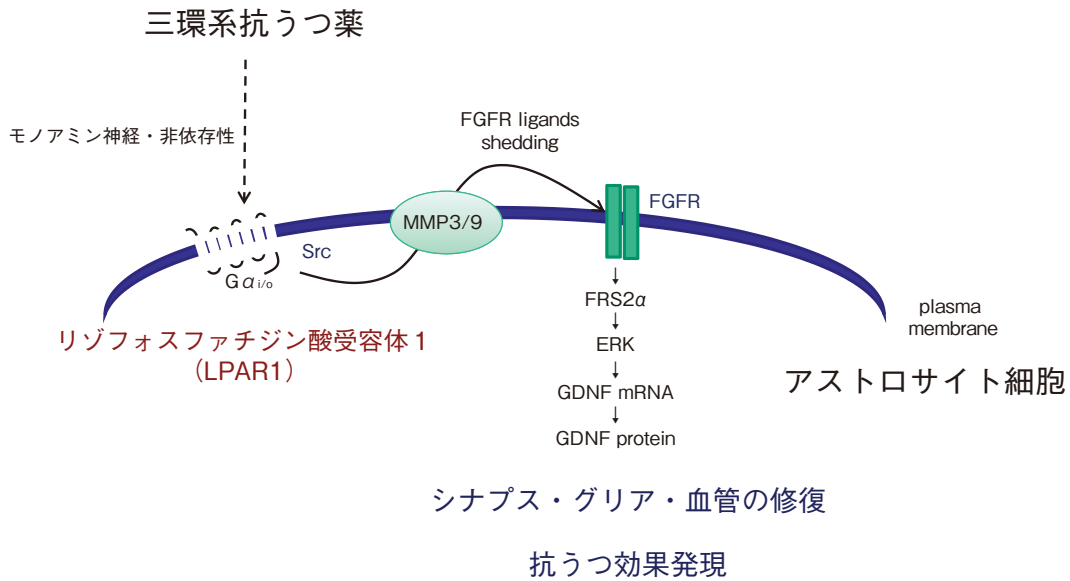 三環系抗うつ薬
モノアミン神経・非依存性
FGFR ligands
shedding
FGFR
MMP3/9
Src
Gαi/o
リゾフォスファチジン酸受容体1
（LPAR1）
FRS2α
ERK
GDNF mRNA
GDNF protein
plasma
membrane
アストロサイト細胞
シナプス・グリア・血管の修復
抗うつ効果発現